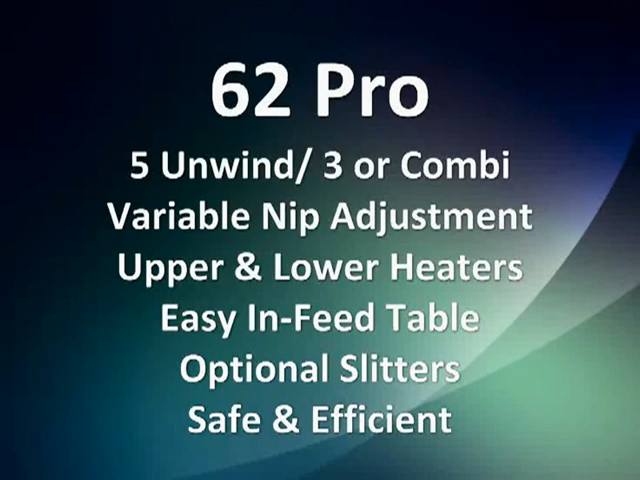 62 Pro
5 Unwind/ 3 or Combi
Variable Nip Adjustment
Upper & Lower Heaters
Easy In-Feed Table
Optional Slitters
Safe & Efficient